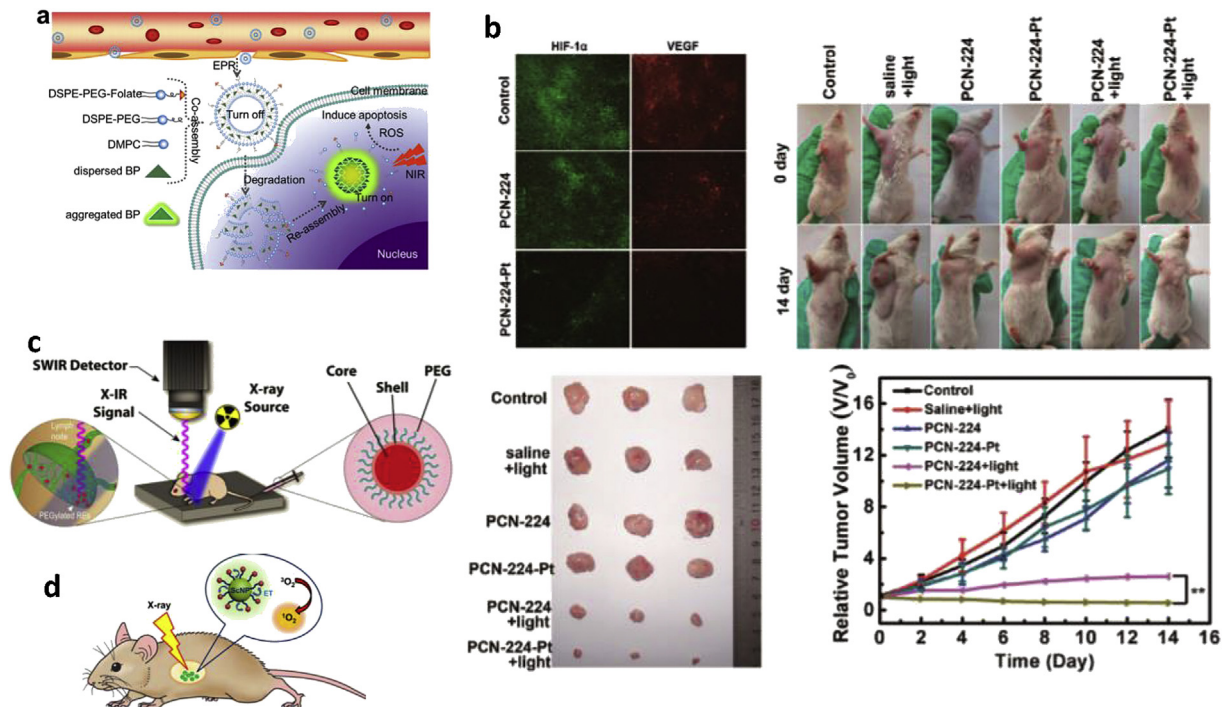 a
EPR
DSPE-PEG-Folate
DSPE-PEG
DMPC
dispersed BP
aggregated BP
Co-assembly
Turn off
Cell membrane
Induce apoptosis
ROS
NIR
Degradation
Turn on
Re-assembly
Nucleus
b
HIF-1α VEGF
Control
PCN-224
PCN-224-Pt
Control
saline
+light
PCN-224
PCN-224-Pt
PCN-224
+light
PCN-224-Pt
+light
0 day
14 day
c
SWIR Detector
X-IR
Signal
X-ray
Source
Core
Shell
PEG
Lymph
node
PEGylated REs
Control
saline
+light
PCN-224
PCN-224-Pt
PCN-224
+light
PCN-224-Pt
+light
Control
Saline+light
PCN-224
PCN-224-Pt
PCN-224+light
PCN-224-Pt+light
**
Relative Tumor Volume (V/V₀)
16
12
8
4
0
0 2 4 6 8 10 12 14 16
Time (Day)
d
X-ray
ScNP
ET
³O₂
¹O₂